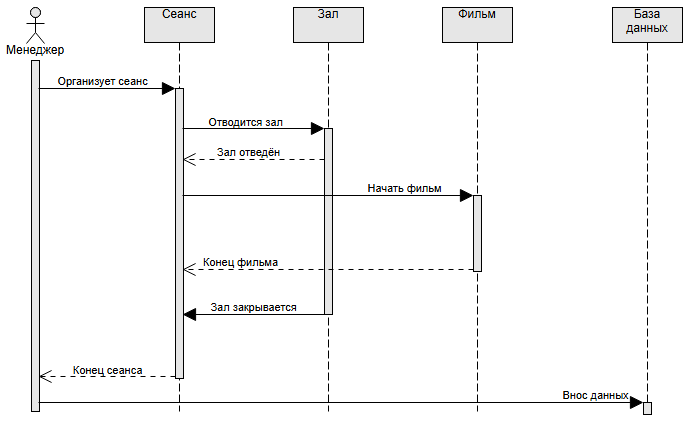 Сеанс
Зал
Фильм
База
данных
Менеджер
Организует сеанс
Отводится зал
Зал отведён
Начать фильм
Конец фильма
Зал закрывается
Конец сеанса
Внос данных